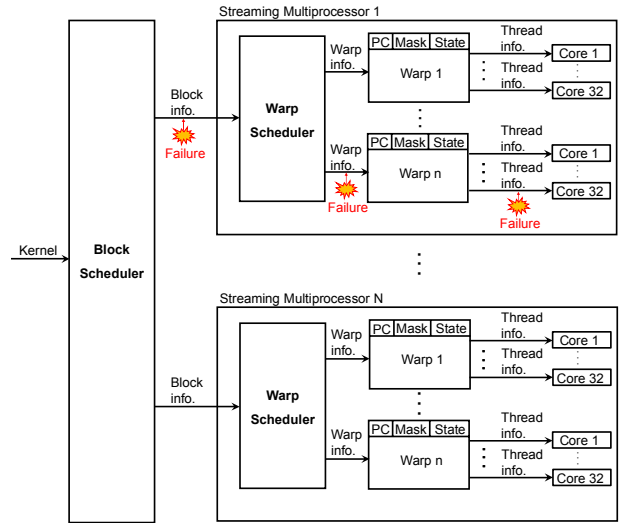 Streaming Multiprocessor 1
Kernel
Block
Scheduler
Block
info.
Failure
Warp
Scheduler
Warp
info.
PC Mask State
Warp 1
Thread
info.
Core 1
Thread
info.
Core 32
Warp
info.
Failure
PC Mask State
Warp n
Thread
info.
Core 1
Thread
info.
Core 32
Failure
Streaming Multiprocessor N
Block
info.
Warp
Scheduler
Warp
info.
PC Mask State
Warp 1
Thread
info.
Core 1
Thread
info.
Core 32
Warp
info.
PC Mask State
Warp n
Thread
info.
Core 1
Thread
info.
Core 32